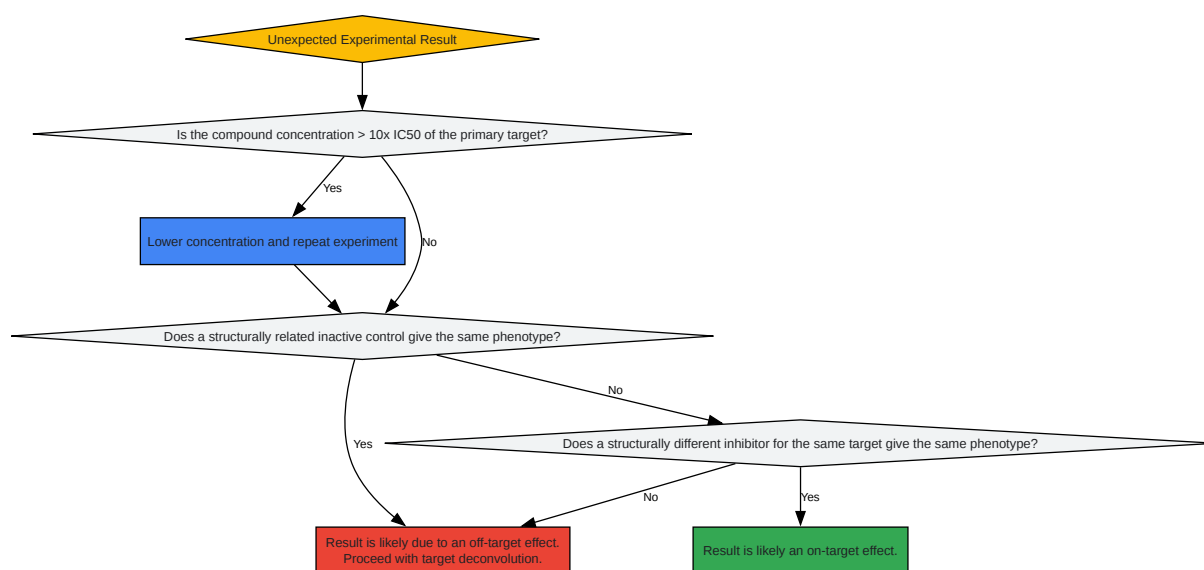 Unexpected Experimental Result
Is the compound concentration > 10x IC50 of the primary target?
Yes
No
Lower concentration and repeat experiment
Does a structurally related inactive control give the same phenotype?
No
Yes
Does a structurally different inhibitor for the same target give the same phenotype?
No
Yes
Result is likely due to an off-target effect.
Proceed with target deconvolution.
Result is likely an on-target effect.